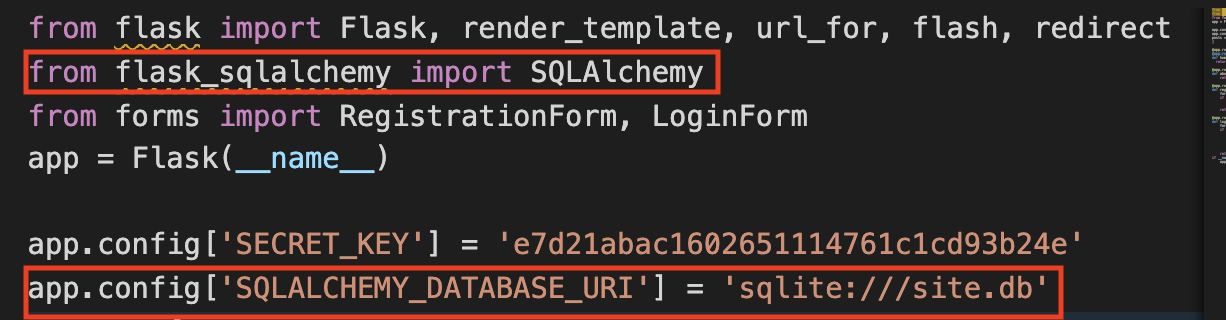 from flask import Flask, render_template, url_for, flash, redirect
from flask_sqlalchemy import SQLAlchemy
from forms import RegistrationForm, LoginForm
app = Flask(__name__)
app.config['SECRET_KEY'] = 'e7d21abac1602651114761c1cd93b24e'
app.config['SQLALCHEMY_DATABASE_URI'] = 'sqlite:///site.db'